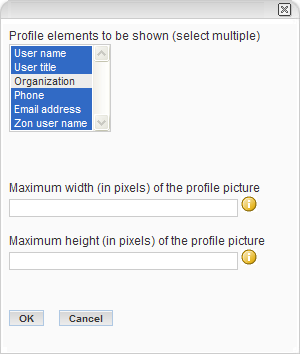 Profile elements to be shown (select multiple)
User name
User title
Organization
Phone
Email address
Zon user name
Maximum width (in pixels) of the profile picture
Maximum height (in pixels) of the profile picture
OK Cancel